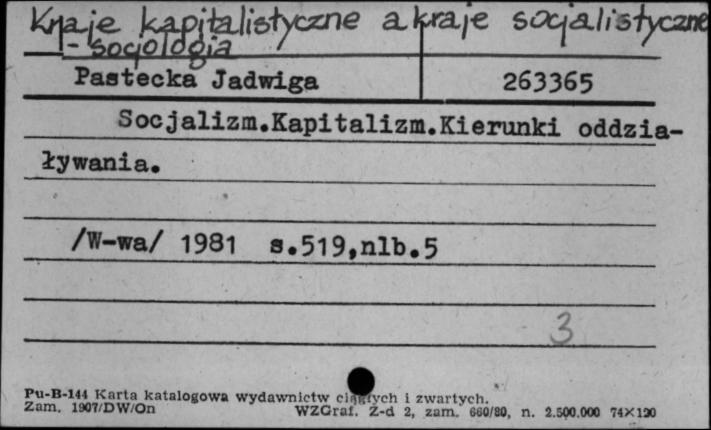 Kraje kapitalistyczne a kraje socjalistyczne
- socjologia
Pastecka Jadwiga 263365
Socjalizm.Kapitalizm.Kierunki oddzia-
ływania.
/W-wa/ 1981 s.519,nlb.5
3
Pu-B-144 Karta katalogowa wydawnictw ciągłych i zwartych.
Zam. 1907/DW/On WZGraf. Z-d 2, zam. 660/80, n. 2.500.000 74×120